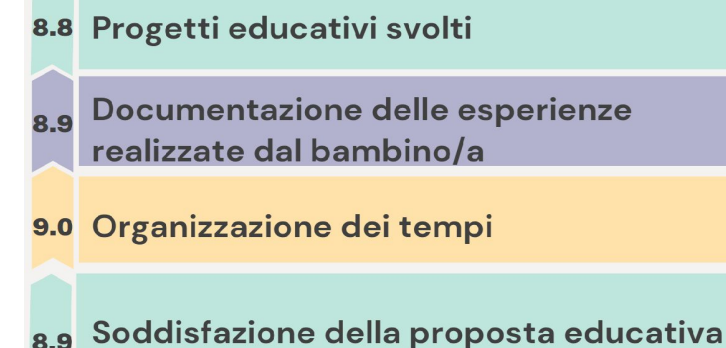 8.8 Progetti educativi svolti
8.9 Documentazione delle esperienze
realizzate dal bambino/a
9.0 Organizzazione dei tempi
8.9 Soddisfazione della proposta educativa